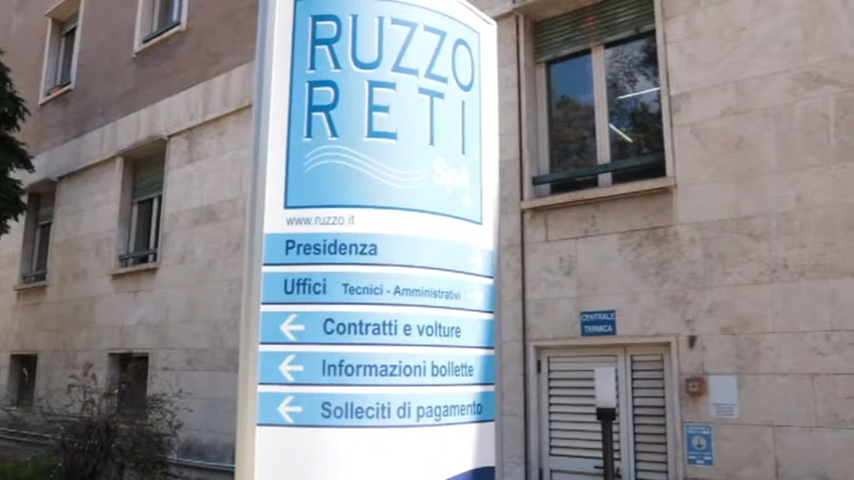 RUZZO
RETI
SpA
www.ruzzo.it
Presidenza
Uffici Tecnici - Amministrativi
Contratti e volture
Informazioni bollette
Solleciti di pagamento
CENTRALE
TERMICA